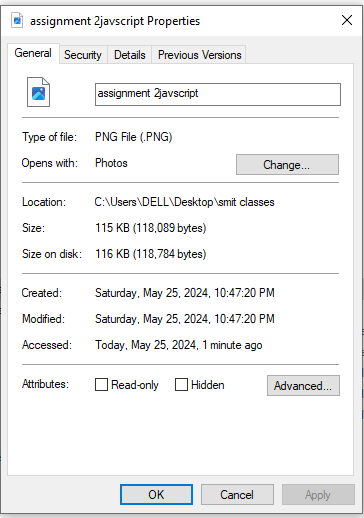 assignment 2javscript Properties
General Security Details Previous Versions
assignment 2javscript
Type of file: PNG File (.PNG)
Opens with: Photos Change...
Location: C:\Users\DELL\Desktop\smit classes
Size: 115 KB (118,089 bytes)
Size on disk: 116 KB (118,784 bytes)
Created: Saturday, May 25, 2024, 10:47:20 PM
Modified: Saturday, May 25, 2024, 10:47:20 PM
Accessed: Today, May 25, 2024, 1 minute ago
Attributes: Read-only Hidden Advanced...
OK Cancel Apply